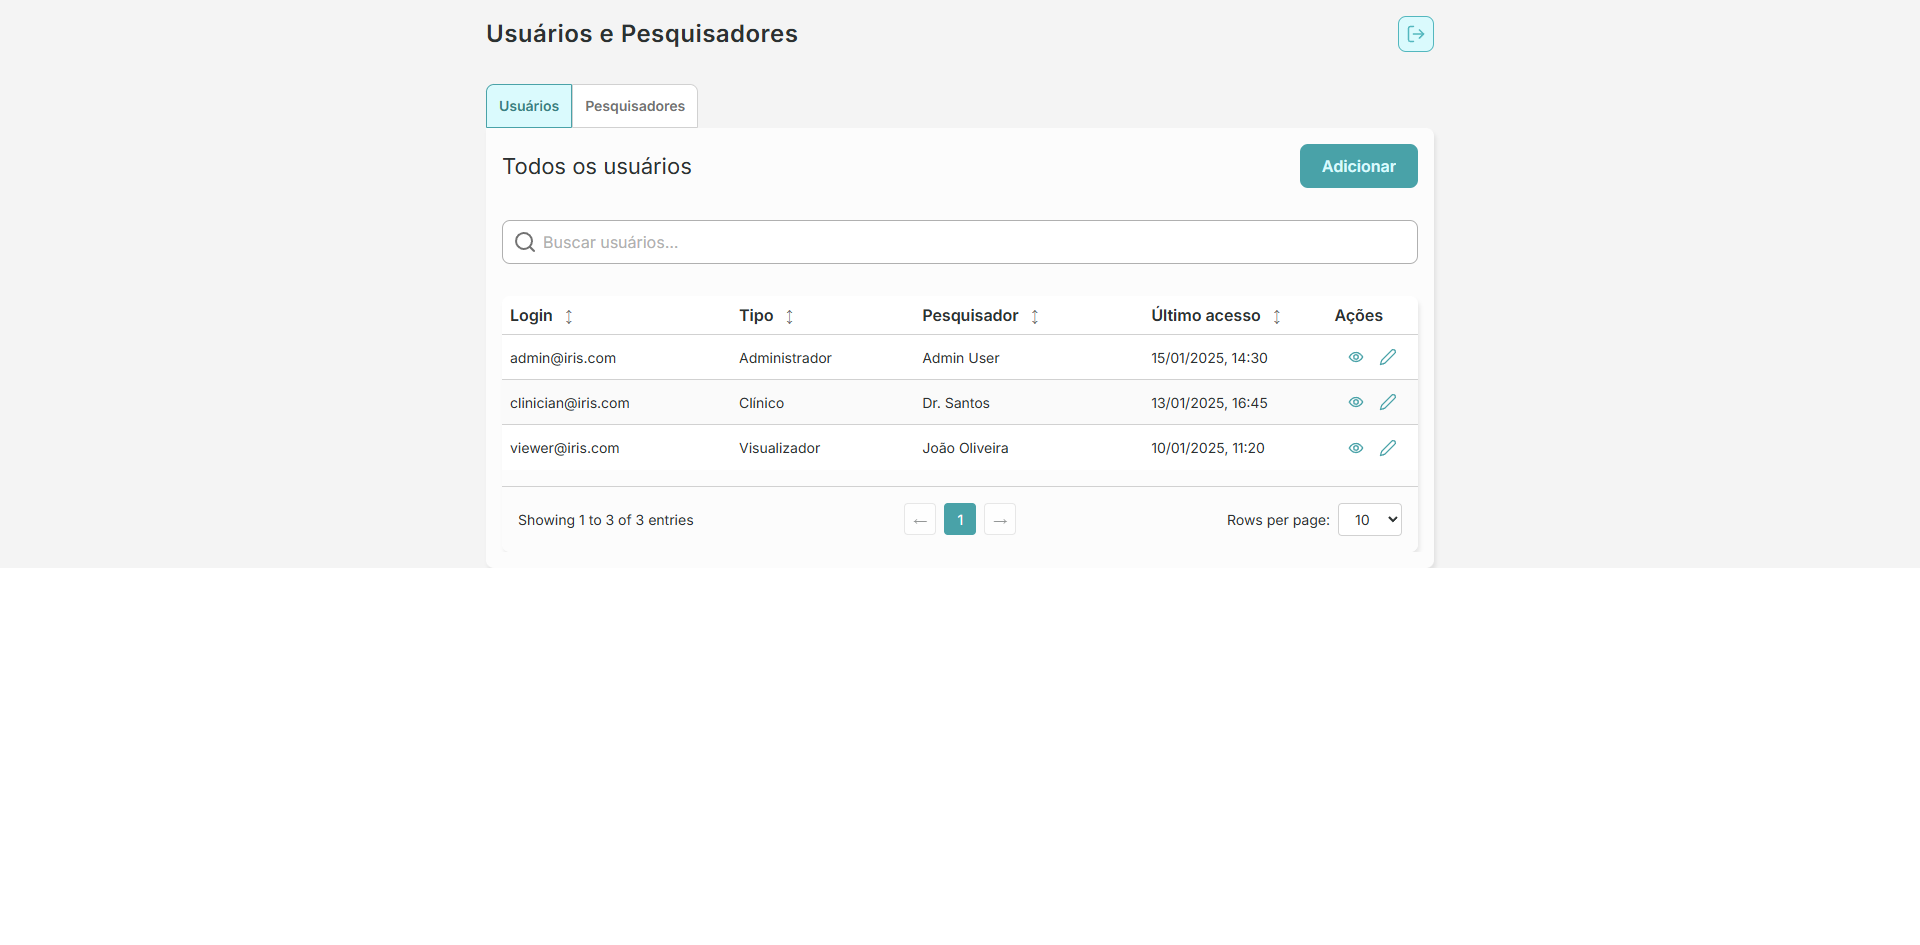 Usuários e Pesquisadores
Usuários Pesquisadores
Todos os usuários Adicionar
Buscar usuários...
Login Tipo Pesquisador Último acesso Ações
admin@iris.com Administrador Admin User 15/01/2025, 14:30
clinician@iris.com Clínico Dr. Santos 13/01/2025, 16:45
viewer@iris.com Visualizador João Oliveira 10/01/2025, 11:20
Showing 1 to 3 of 3 entries ← 1 → Rows per page: 10